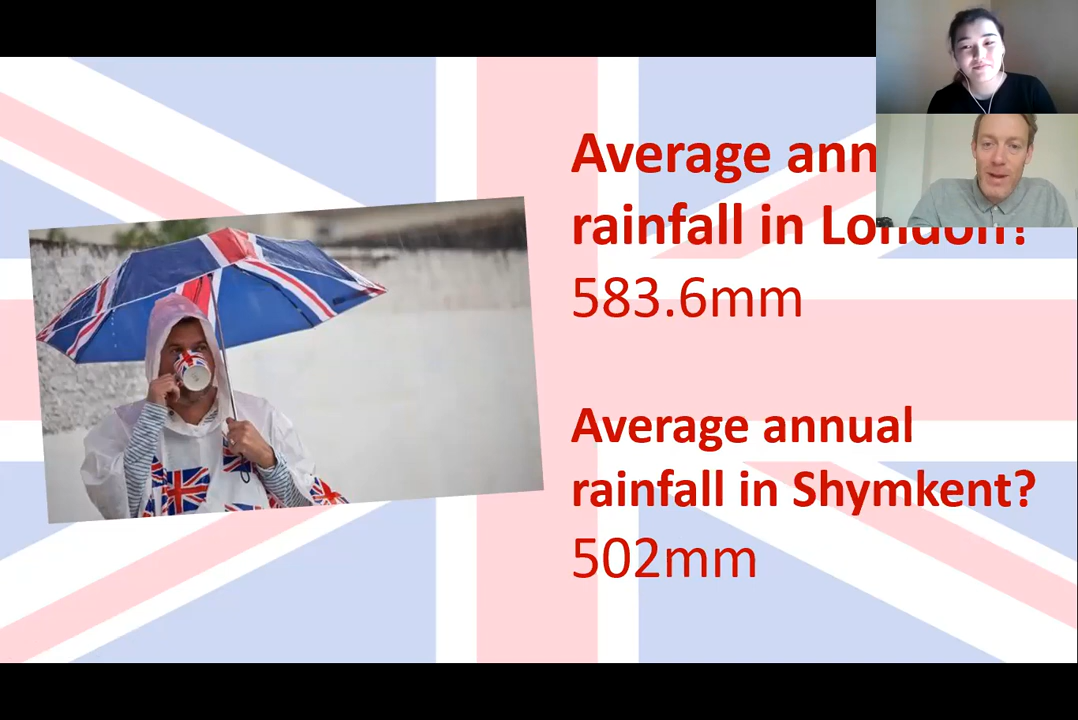 Average ann
rainfall in London?
583.6mm
Average annual
rainfall in Shymkent?
502mm